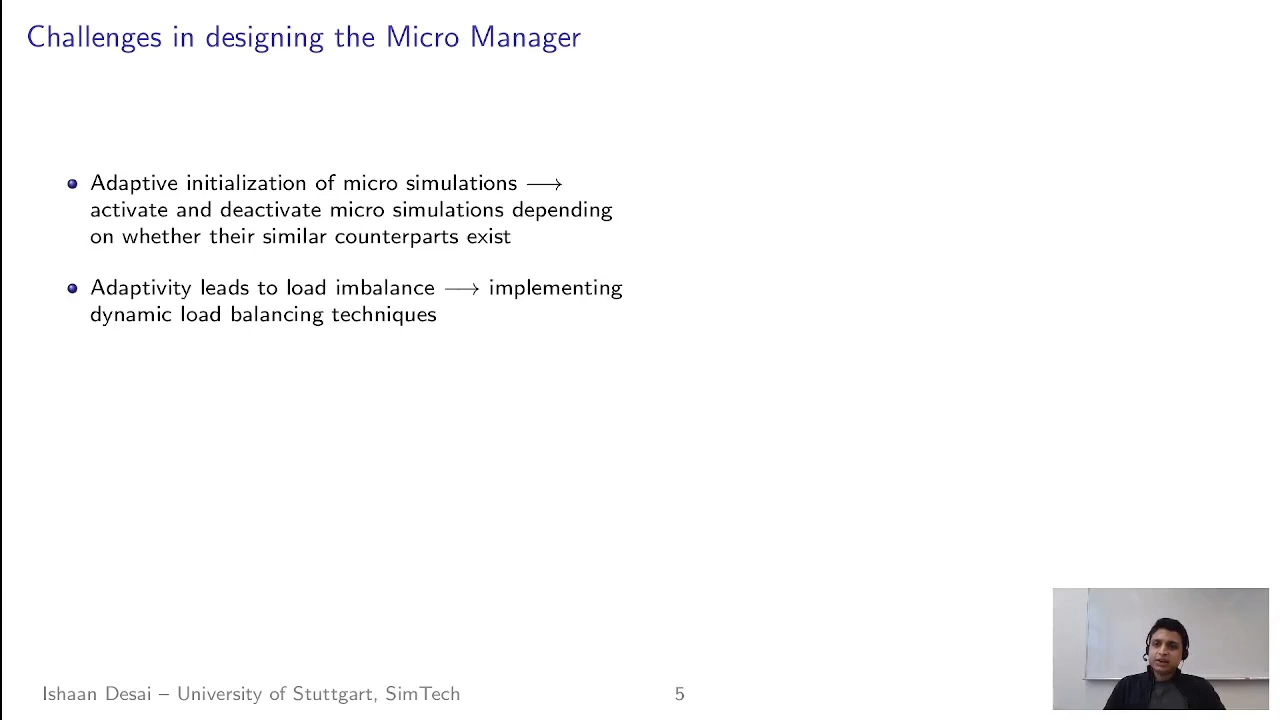 Challenges in designing the Micro Manager
Adaptive initialization of micro simulations ⟶
activate and deactivate micro simulations depending
on whether their similar counterparts exist
Adaptivity leads to load imbalance ⟶ implementing
dynamic load balancing techniques
Ishaan Desai – University of Stuttgart, SimTech 5